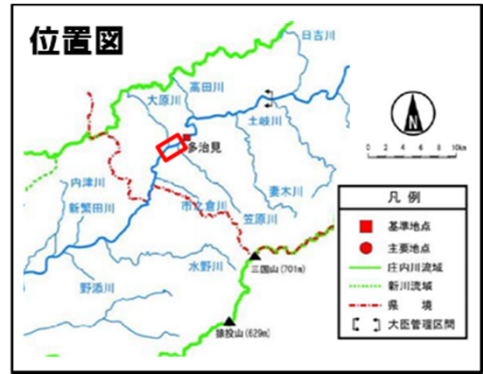 位置図
日吉川
高田川
大原川
土岐川
多治見
内津川
妻木川
新繁田川
市之倉川
笠原川
水野川
三国山(701m)
野添川
猿投山(629m)
N
0 2 4 6 8 10km
凡例
基準地点
主要地点
庄内川流域
新川流域
県境
大臣管理区間